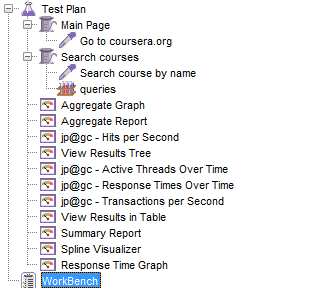 Test Plan
Main Page
Go to coursera.org
Search courses
Search course by name
queries
Aggregate Graph
Aggregate Report
jp@gc - Hits per Second
View Results Tree
jp@gc - Active Threads Over Time
jp@gc - Response Times Over Time
jp@gc - Transactions per Second
View Results in Table
Summary Report
Spline Visualizer
Response Time Graph
WorkBench